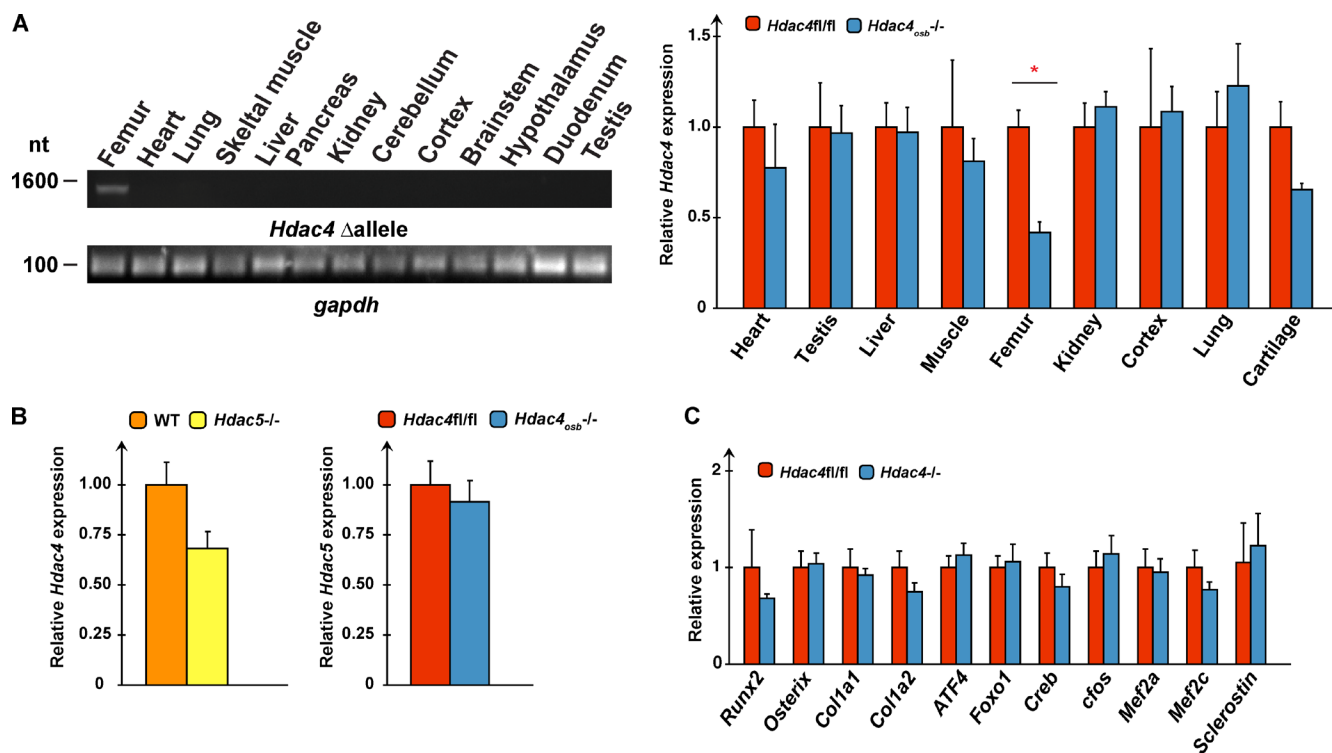 A
Femur
Heart
Lung
Skeltal muscle
Liver
Pancreas
Kidney
Cerebellum
Cortex
Brainstem
Hypothalamus
Duodenum
Testis
nt
1600
Hdac4 Δallele
100
gapdh
Hdac4fl/fl Hdac4osb-/-
Relative Hdac4 expression
1.5
1.0
0.5
0
*
Heart
Testis
Liver
Muscle
Femur
Kidney
Cortex
Lung
Cartilage
B
WT Hdac5-/-
Relative Hdac4 expression
1.00
0.75
0.50
0.25
0
Hdac4fl/fl Hdac4osb-/-
Relative Hdac5 expression
1.00
0.75
0.50
0.25
0
C
Hdac4fl/fl Hdac4-/-
Relative expression
2
1
0
Runx2
Osterix
Col1a1
Col1a2
ATF4
Foxo1
Creb
cfos
Mef2a
Mef2c
Sclerostin